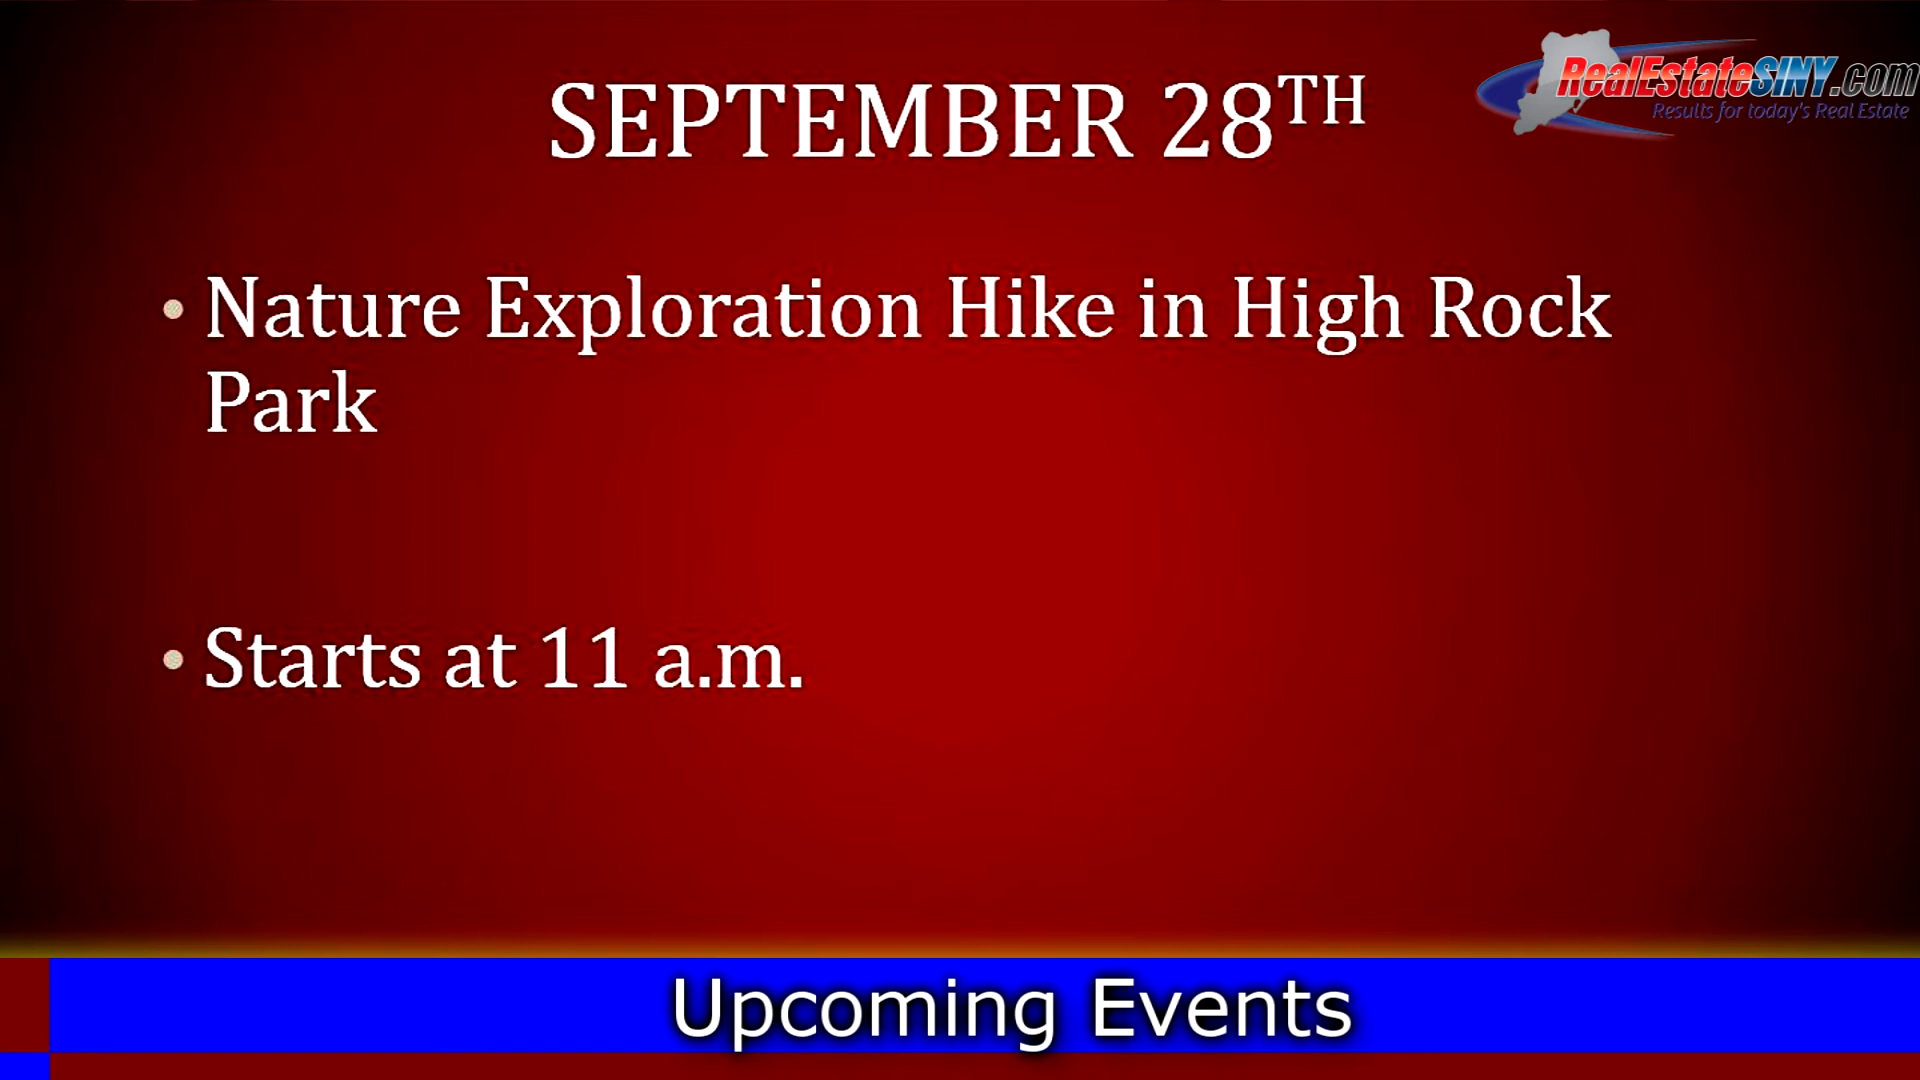 SEPTEMBER 28TH
RealEstateSINY.com
Results for today's Real Estate
• Nature Exploration Hike in High Rock
Park
• Starts at 11 a.m.
Upcoming Events